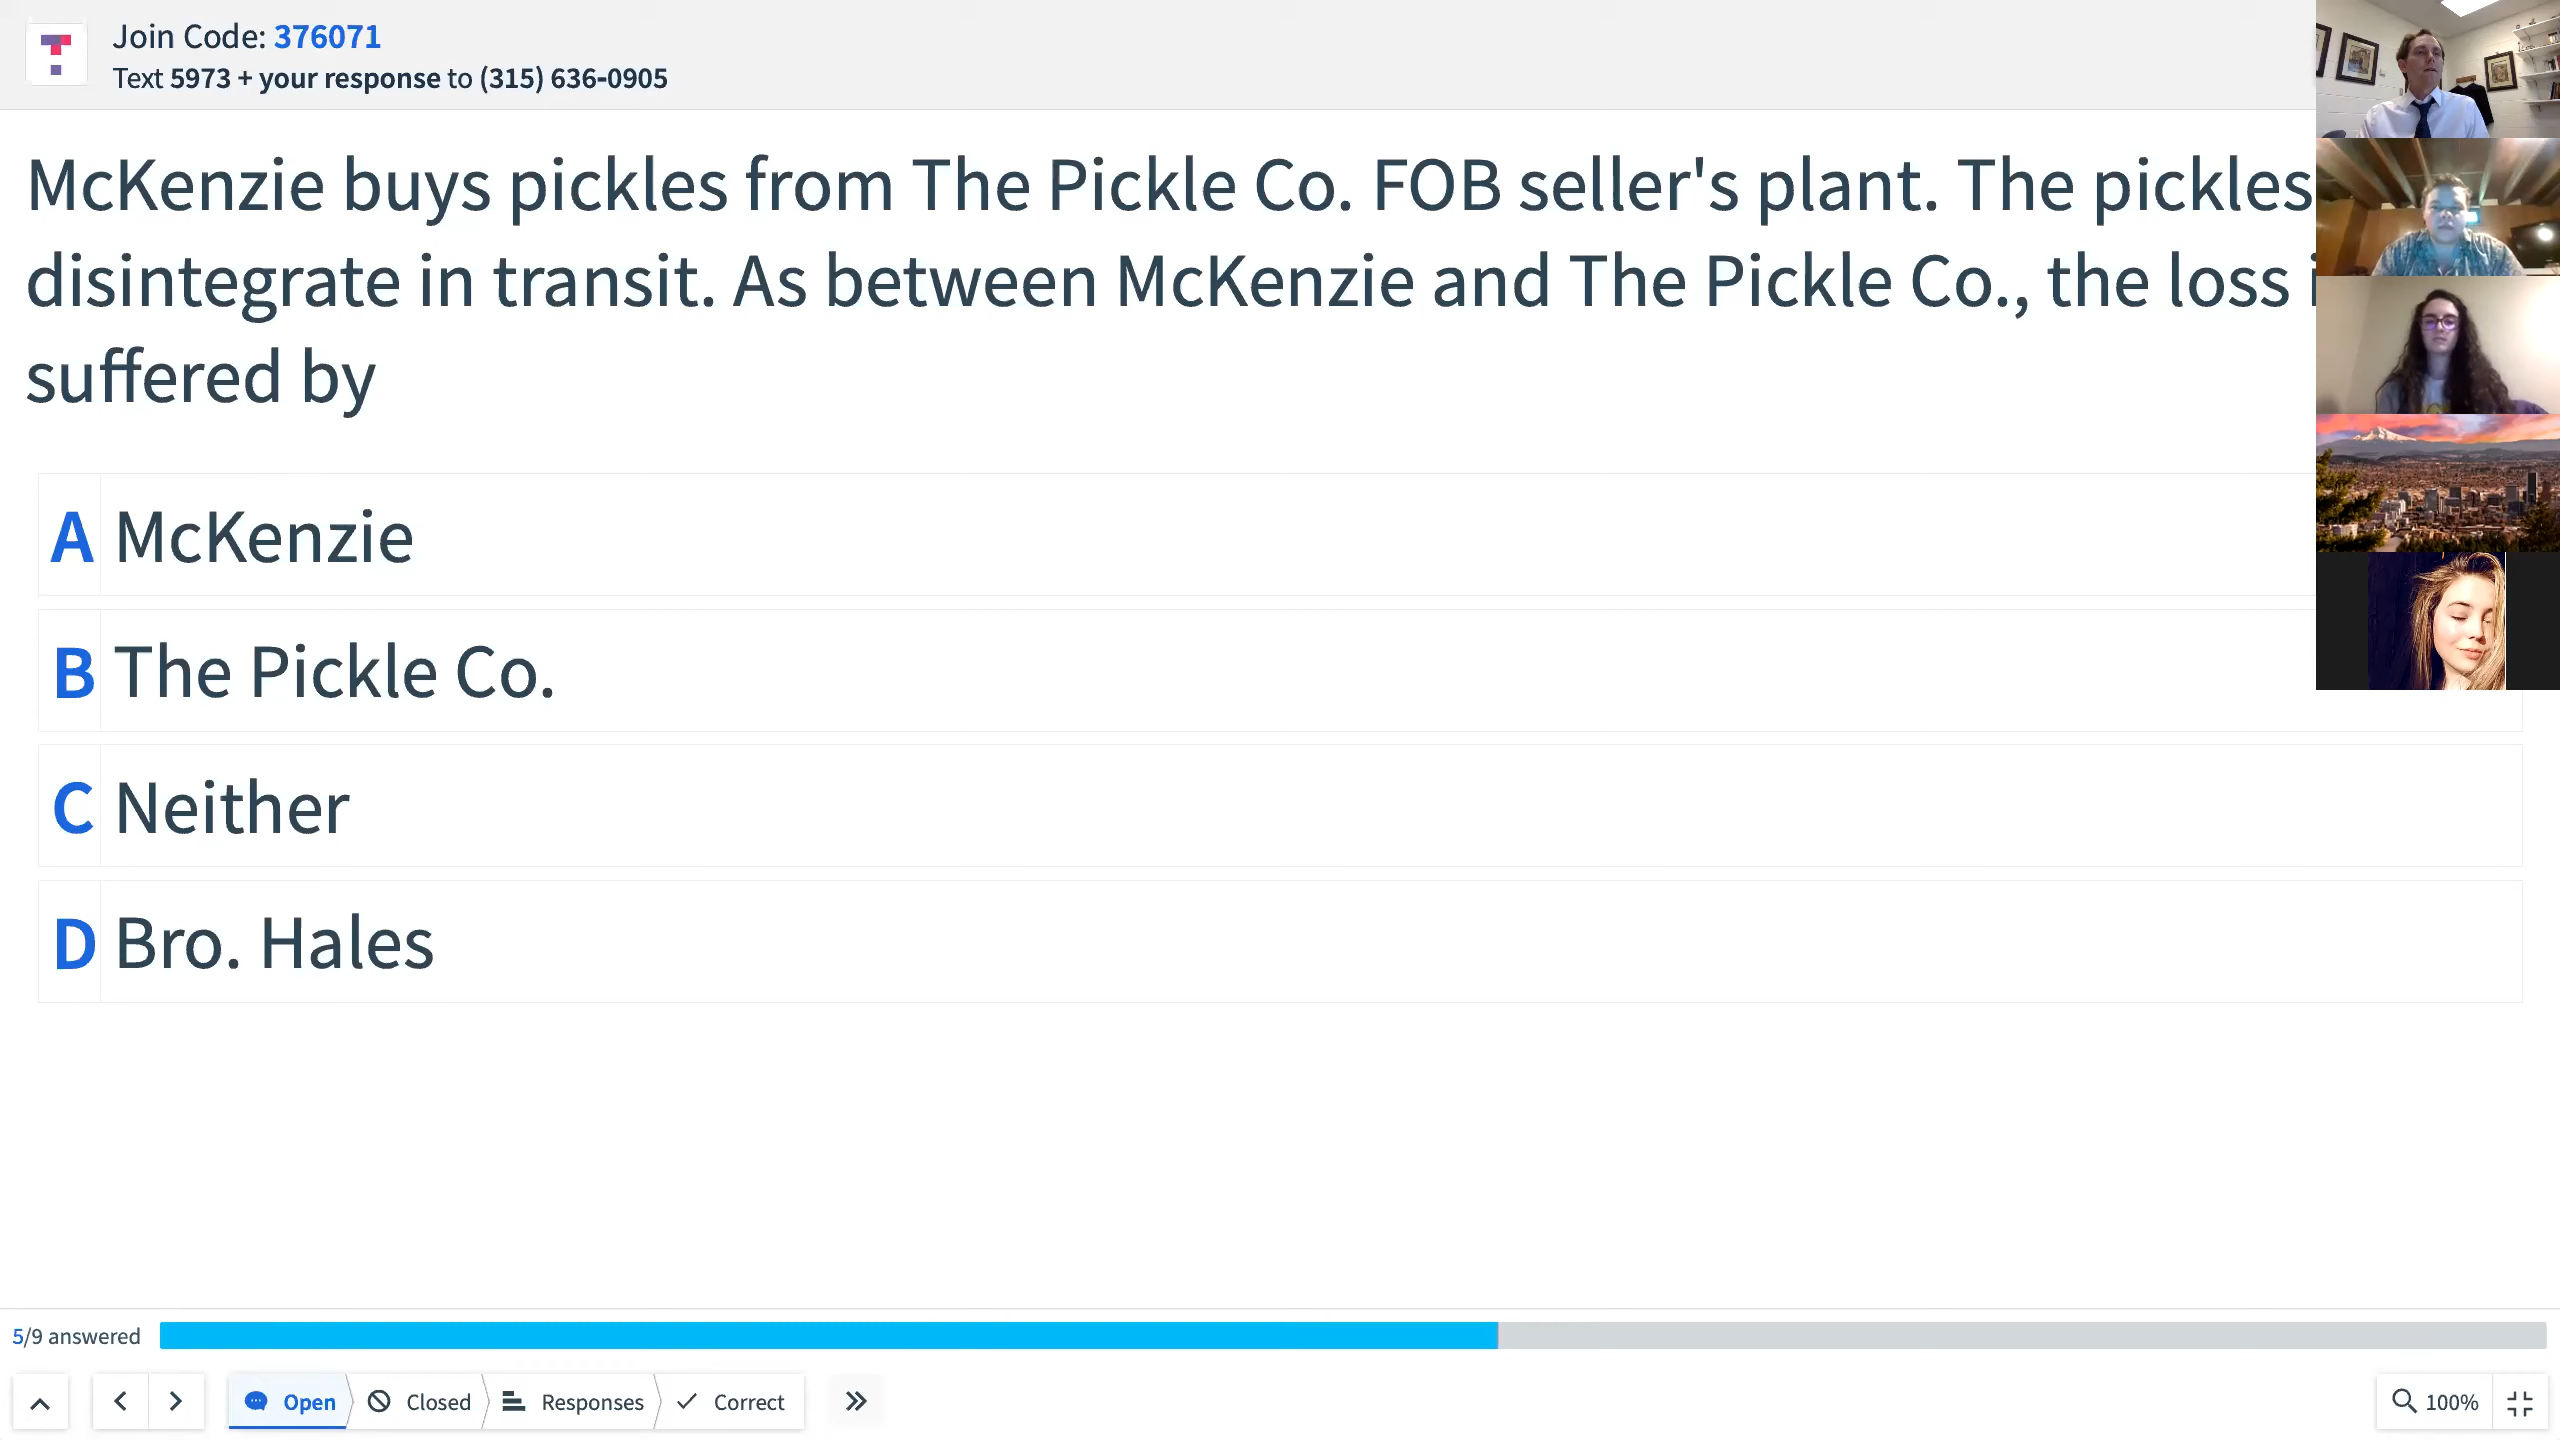 Join Code: 376071
Text 5973 + your response to (315) 636-0905
McKenzie buys pickles from The Pickle Co. FOB seller's plant. The pickles
disintegrate in transit. As between McKenzie and The Pickle Co., the loss
suffered by
A McKenzie
B The Pickle Co.
C Neither
D Bro. Hales
5/9 answered
Open Closed Responses Correct
100%